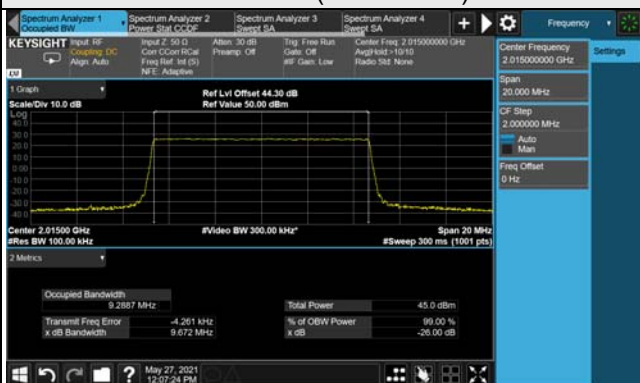 Spectrum Analyzer 1
Occupied BW
Spectrum Analyzer 2
Power Stat CCDF
Spectrum Analyzer 3
Swept SA
Spectrum Analyzer 4
Swept SA
Frequency
KEYSIGHT
Input: RF
Coupling: DC
Align: Auto
Input Z: 50 Ω
Corr CCorr RCal
Freq Ref: Int (S)
NFE: Adaptive
Atten: 30 dB
Preamp: Off
Trig: Free Run
Gate: Off
#IF Gain: Low
Center Freq: 2.015000000 GHz
Avg|Hold:>10/10
Radio Std: None
LXI
1 Graph
Scale/Div 10.0 dB
Ref Lvl Offset 44.30 dB
Ref Value 50.00 dBm
Log
40.0
30.0
20.0
10.0
0.00
-10.0
-20.0
-30.0
-40.0
Center 2.01500 GHz
#Res BW 100.00 kHz
#Video BW 300.00 kHz*
Span 20 MHz
#Sweep 300 ms (1001 pts)
2 Metrics
Occupied Bandwidth
9.2887 MHz
Total Power
45.0 dBm
Transmit Freq Error
-4.261 kHz
% of OBW Power
99.00 %
x dB Bandwidth
9.672 MHz
x dB
-26.00 dB
Center Frequency
2.015000000 GHz
Settings
Span
20.000 MHz
CF Step
2.000000 MHz
Auto
Man
Freq Offset
0 Hz
?
May 27, 2021
12:07:24 PM